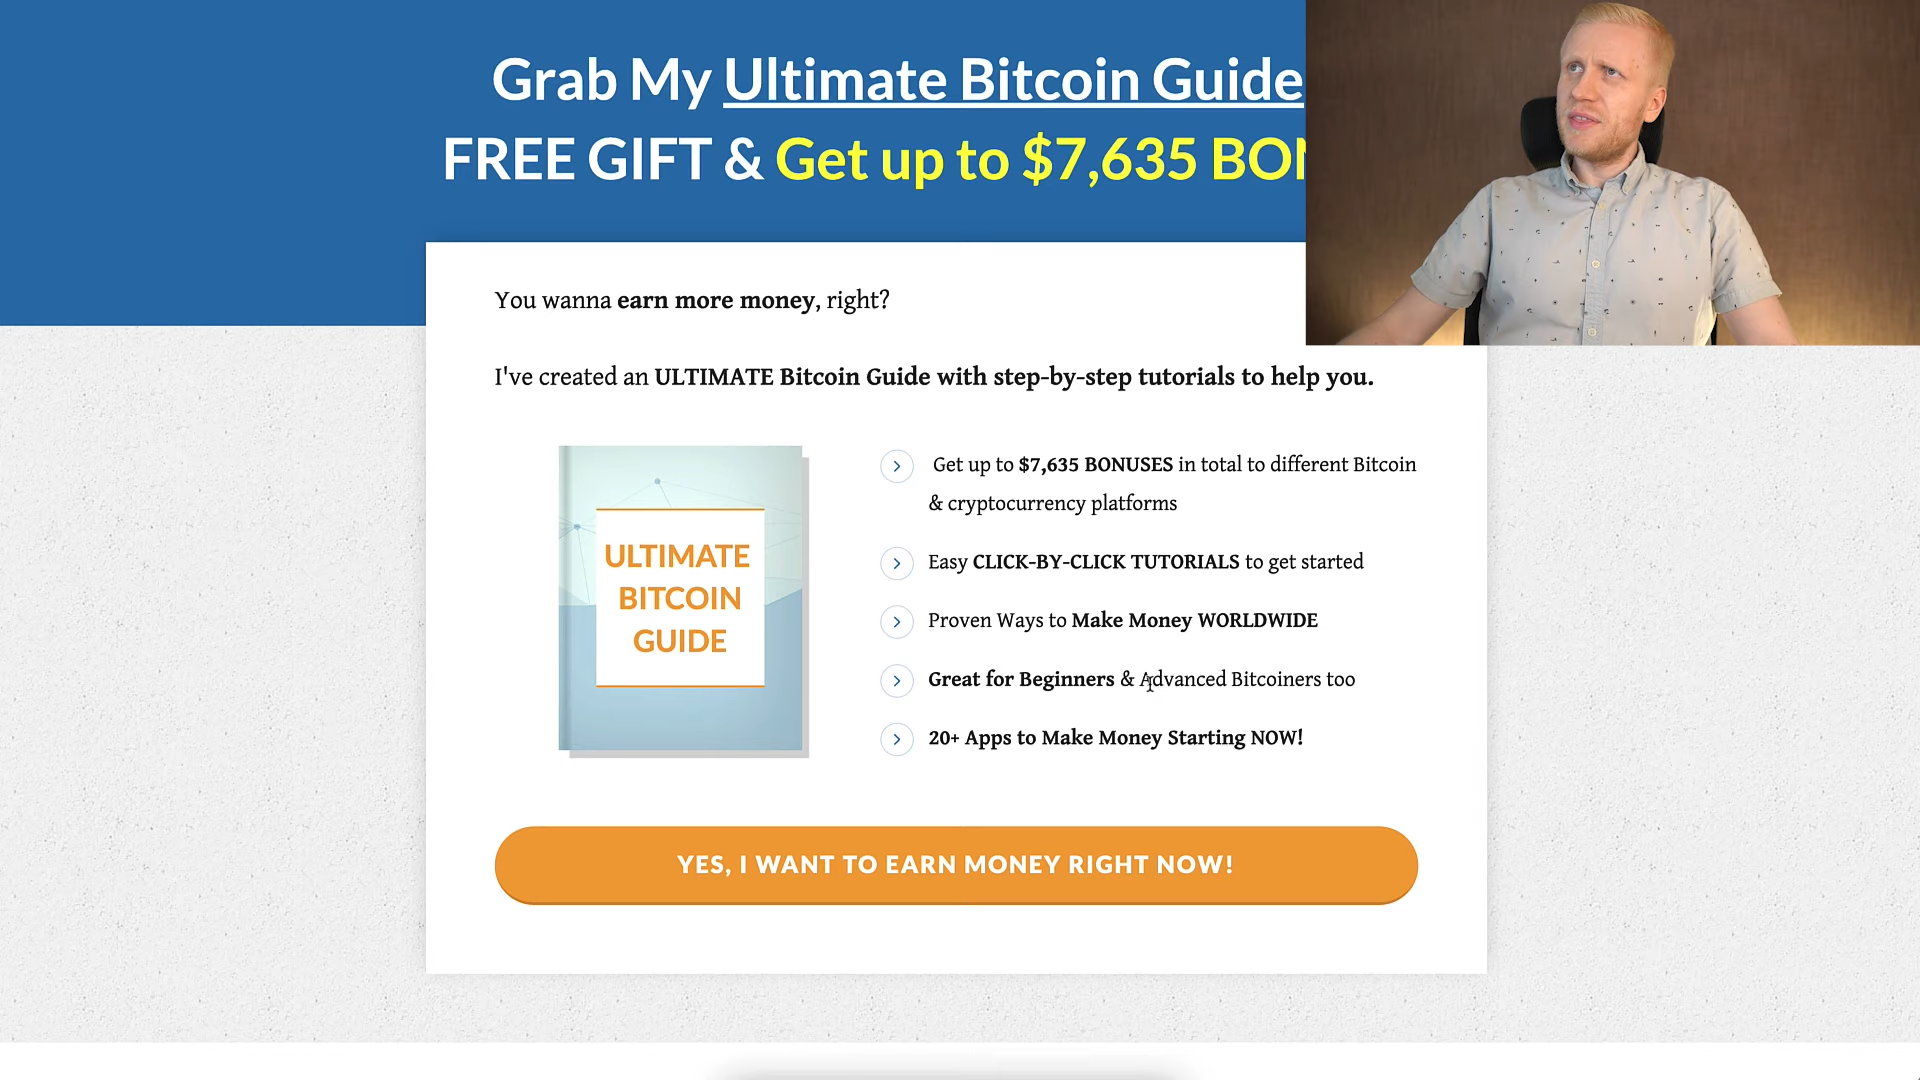 Grab My Ultimate Bitcoin Guide
FREE GIFT & Get up to $7,635
You wanna earn more money, right?
I've created an ULTIMATE Bitcoin Guide with step-by-step tutorials to help you.
ULTIMATE
BITCOIN
GUIDE
Get up to $7,635 BONUSES in total to different Bitcoin
& cryptocurrency platforms
Easy CLICK-BY-CLICK TUTORIALS to get started
Proven Ways to Make Money WORLDWIDE
Great for Beginners & Advanced Bitcoiners too
20+ Apps to Make Money Starting NOW!
YES, I WANT TO EARN MONEY RIGHT NOW!